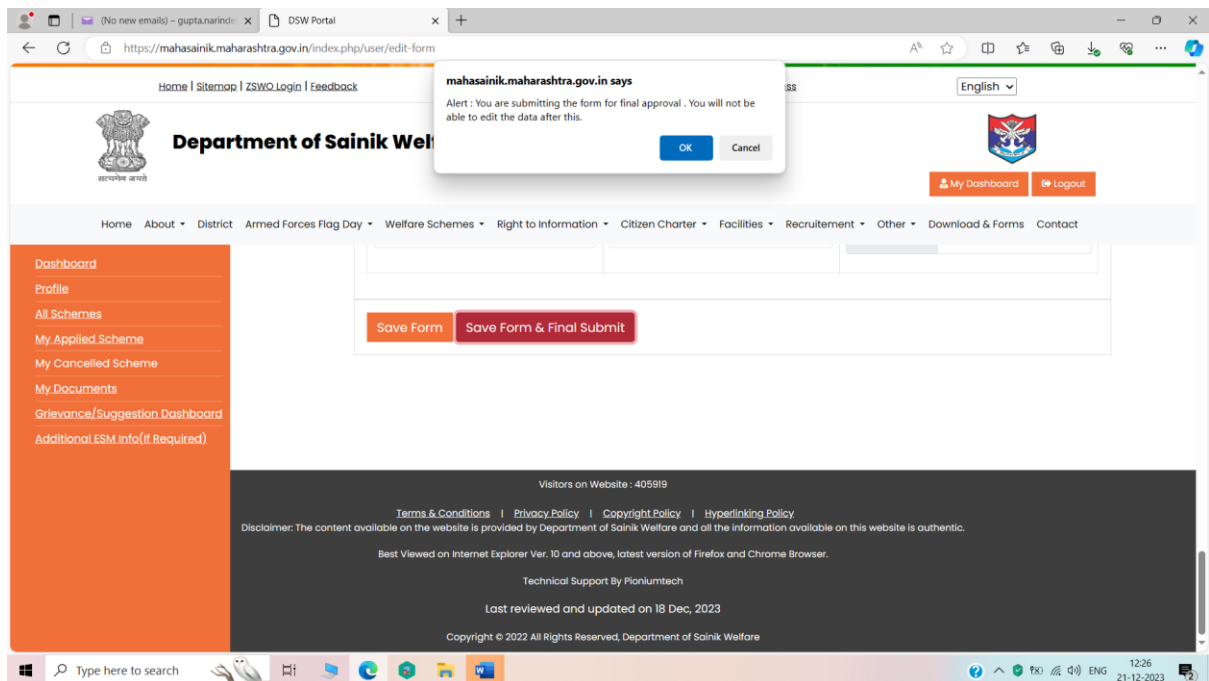 (No new emails) – gupta.narinde
DSW Portal
https://mahasainik.maharashtra.gov.in/index.php/user/edit-form
mahasainik.maharashtra.gov.in says
Alert : You are submitting the form for final approval . You will not be
able to edit the data after this.
OK Cancel
Home | Sitemap | ZSWO Login | Feedback
ss
English
Department of Sainik Wel
सत्यमेव जयते
My Dashboard Logout
Home About District Armed Forces Flag Day Welfare Schemes Right to Information Citizen Charter Facilities Recruitement Other Download & Forms Contact
Dashboard
Profile
All Schemes
My Applied Scheme
My Cancelled Scheme
My Documents
Grievance/Suggestion Dashboard
Additional ESM Info(If Required)
Save Form Save Form & Final Submit
Visitors on Website : 405919
Terms & Conditions | Privacy Policy | Copyright Policy | Hyperlinking Policy
Disclaimer: The content available on the website is provided by Department of Sainik Welfare and all the information available on this website is authentic.
Best Viewed on Internet Explorer Ver. 10 and above, latest version of Firefox and Chrome Browser.
Technical Support By Pioniumtech
Last reviewed and updated on 18 Dec, 2023
Copyright © 2022 All Rights Reserved, Department of Sainik Welfare
Type here to search
ENG
12:26
21-12-2023
2